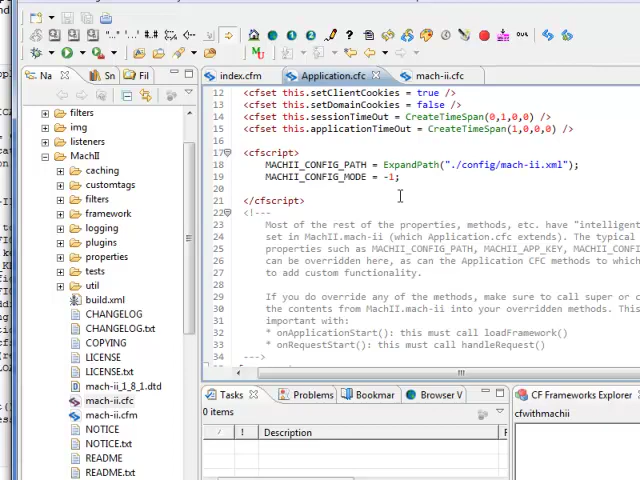 index.cfm
Application.cfc
mach-ii.cfc
Na
Sn
Fil
filters
img
listeners
MachII
caching
customtags
filters
framework
logging
plugins
properties
tests
util
build.xml
CHANGELOG
CHANGELOG.txt
COPYING
LICENSE
LICENSE.txt
mach-ii_1_8_1.dtd
mach-ii.cfc
mach-ii.cfm
NOTICE
NOTICE.txt
README
README.txt
12 <cfset this.setClientCookies = true />
13 <cfset this.setDomainCookies = false />
14 <cfset this.sessionTimeOut = CreateTimeSpan(0,1,0,0) />
15 <cfset this.applicationTimeOut = CreateTimeSpan(1,0,0,0) />
16
17 <cfscript>
18 MACHII_CONFIG_PATH = ExpandPath("./config/mach-ii.xml");
19 MACHII_CONFIG_MODE = -1;
20
21 </cfscript>
22 <!---
23 Most of the rest of the properties, methods, etc. have "intelligent
24 set in MachII.mach-ii (which Application.cfc extends). The typical
25 properties such as MACHII_CONFIG_PATH, MACHII_APP_KEY, MACHII_C
26 can be overridden here, as can the Application CFC methods to which
27 to add custom functionality.
28
29
30 If you do override any of the methods, make sure to call super or c
31 the contents from MachII.mach-ii into your overridden methods. This
32 important with:
32 * onApplicationStart(): this must call loadFramework()
33 * onRequestStart(): this must call handleRequest()
34 --->
Tasks
Problems
Bookmar
Browser V
CF Frameworks Explorer
0 items
cfwithmachii
! Description